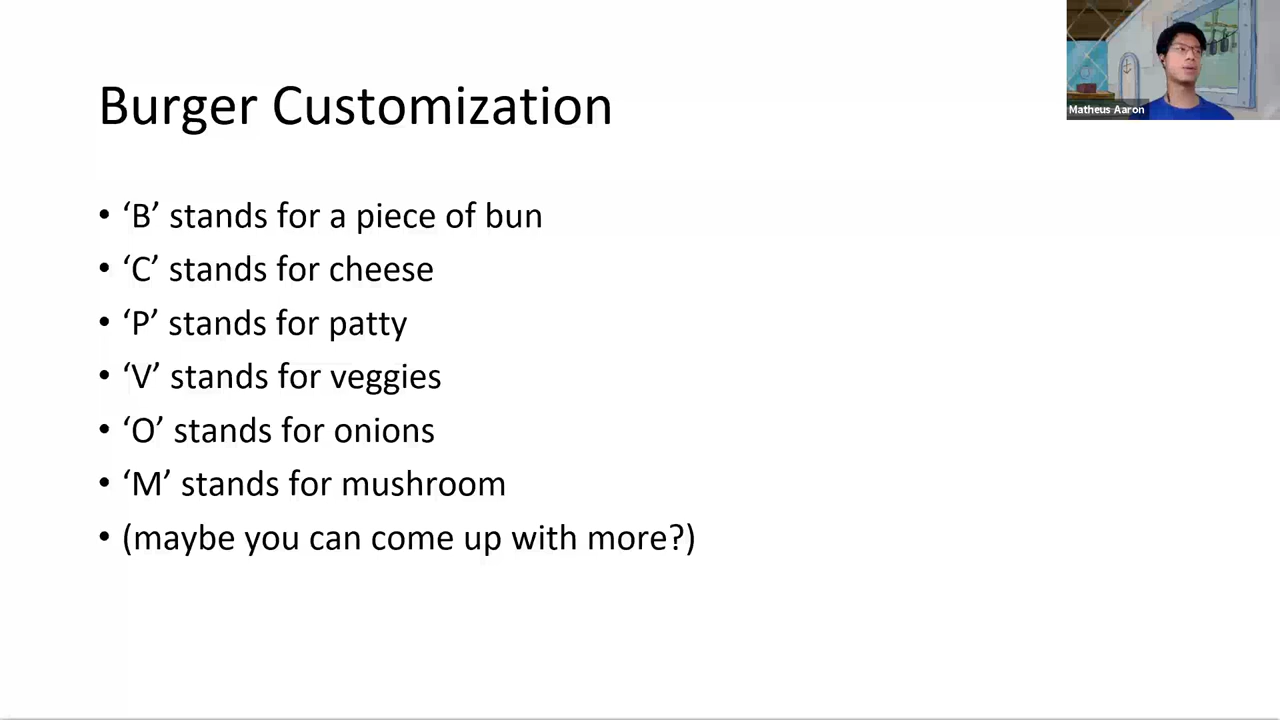 Burger Customization
• ‘B’ stands for a piece of bun
• ‘C’ stands for cheese
• ‘P’ stands for patty
• ‘V’ stands for veggies
• ‘O’ stands for onions
• ‘M’ stands for mushroom
• (maybe you can come up with more?)
Matheus Aaron